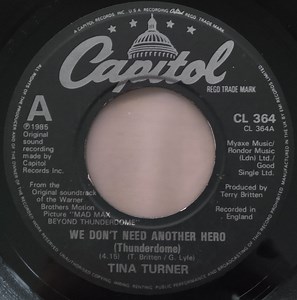 Capitol
REGD TRADE MARK
A
℗1985
Original
sound
recording
made by
Capitol
Records Inc.
CL 364
CL 364A
Myaxe Music/
Rondor Music
(Ldn) Ltd./
Good
Single Ltd.
Produced by
Terry Britten
Recorded in
England
From the
Original soundtrack
of the Warner
Brothers Motion
Picture "MAD MAX
BEYOND THUNDERDOME"
WE DON'T NEED ANOTHER HERO
(Thunderdome)
(4.15) (T. Britten / G. Lyle)
TINA TURNER